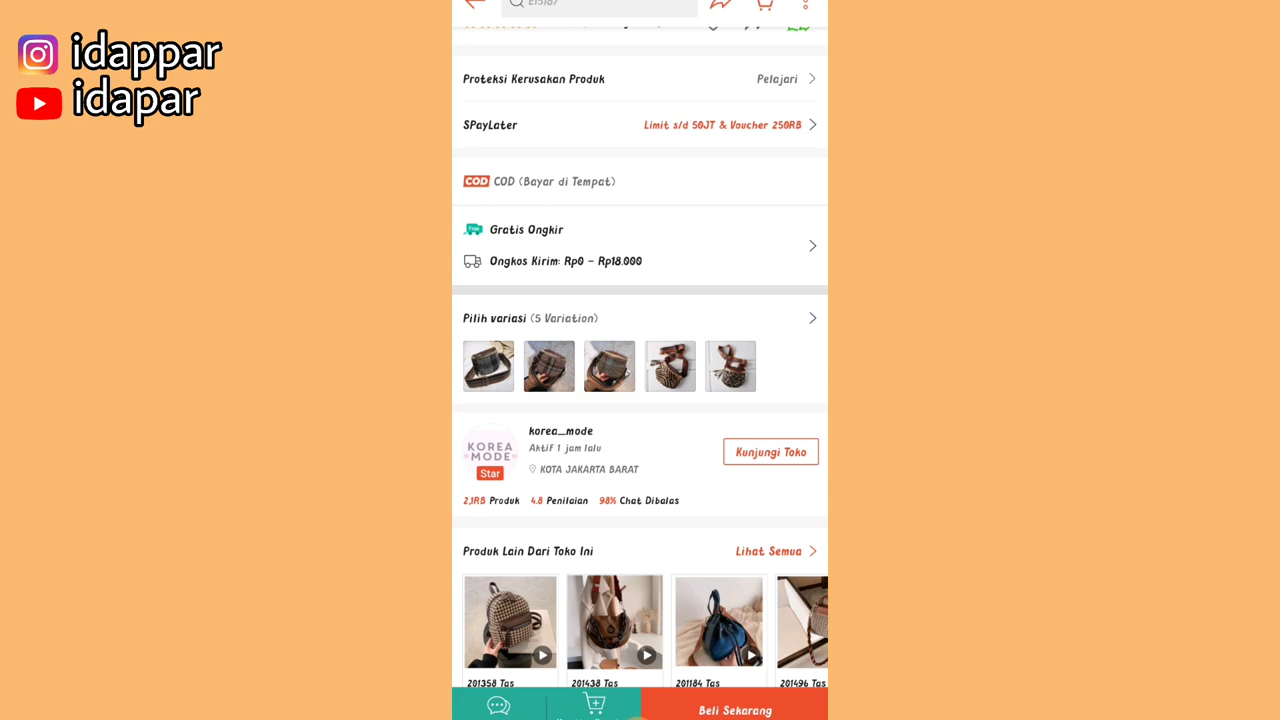 idappar
idapar
E15187
Proteksi Kerusakan Produk
Pelajari
SPayLater
Limit s/d 50JT & Voucher 250RB
COD COD (Bayar di Tempat)
Free Gratis Ongkir
Ongkos Kirim: Rp0 - Rp18.000
Pilih variasi (5 Variation)
KOREA
MODE
Star
korea_mode
Aktif 1 jam lalu
KOTA JAKARTA BARAT
Kunjungi Toko
2,1RB Produk 4.8 Penilaian 98% Chat Dibalas
Produk Lain Dari Toko Ini
Lihat Semua
201358 Tas
201438 Tas
201184 Tas
201496 Tas
Beli Sekarang